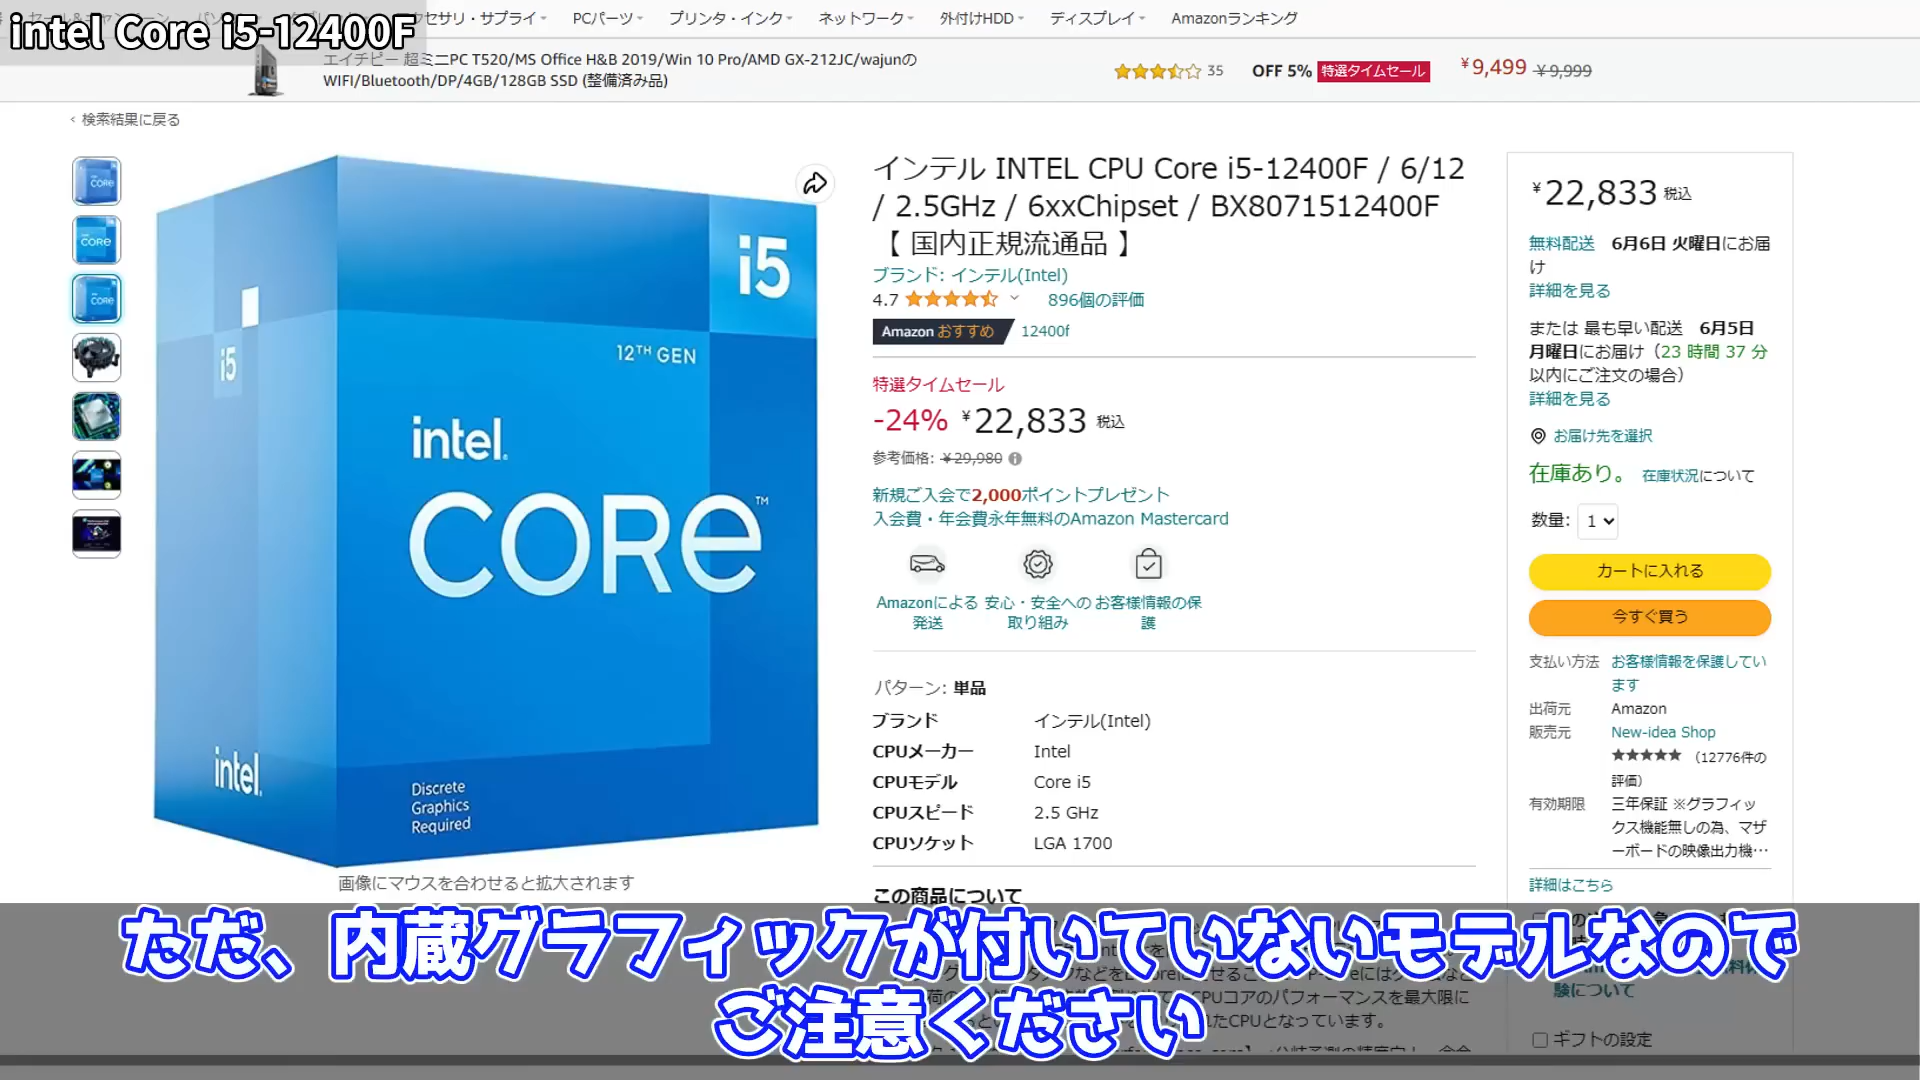 intel Core i5-12400F
アクセサリ・サプライ
PCパーツ
プリンタ・インク
ネットワーク
外付けHDD
ディスプレイ
Amazonランキング
エイチピー 超ミニPC T520/MS Office H&B 2019/Win 10 Pro/AMD GX-212JC/wajunの
WIFI/Bluetooth/DP/4GB/128GB SSD (整備済み品)
35
OFF 5% 特選タイムセール
¥9,499 ¥9,999
‹ 検索結果に戻る
i5
i5
12TH GEN
intel.
CORE™
intel.
Discrete
Graphics
Required
画像にマウスを合わせると拡大されます
インテル INTEL CPU Core i5-12400F / 6/12
/ 2.5GHz / 6xxChipset / BX8071512400F
【 国内正規流通品 】
ブランド: インテル(Intel)
4.7 896個の評価
Amazon おすすめ 12400f
特選タイムセール
-24% ¥22,833 税込
参考価格: ¥29,980
新規ご入会で2,000ポイントプレゼント
入会費・年会費永年無料のAmazon Mastercard
Amazonによる
発送
安心・安全への
取り組み
お客様情報の保
護
パターン: 単品
ブランド インテル(Intel)
CPUメーカー Intel
CPUモデル Core i5
CPUスピード 2.5 GHz
CPUソケット LGA 1700
この商品について
¥22,833 税込
無料配送 6月6日 火曜日にお届
け
詳細を見る
または 最も早い配送 6月5日
月曜日にお届け（23 時間 37 分
以内にご注文の場合）
詳細を見る
お届け先を選択
在庫あり。 在庫状況について
数量: 1
カートに入れる
今すぐ買う
支払い方法 お客様情報を保護してい
ます
出荷元 Amazon
販売元 New-idea Shop
★★★★★ （12776件の
評価）
有効期限 三年保証 ※グラフィッ
クス機能無しの為、マザ
ーボードの映像出力機…
詳細はこちら
験について
ギフトの設定
ただ、内蔵グラフィックが付いていないモデルなので
ご注意ください